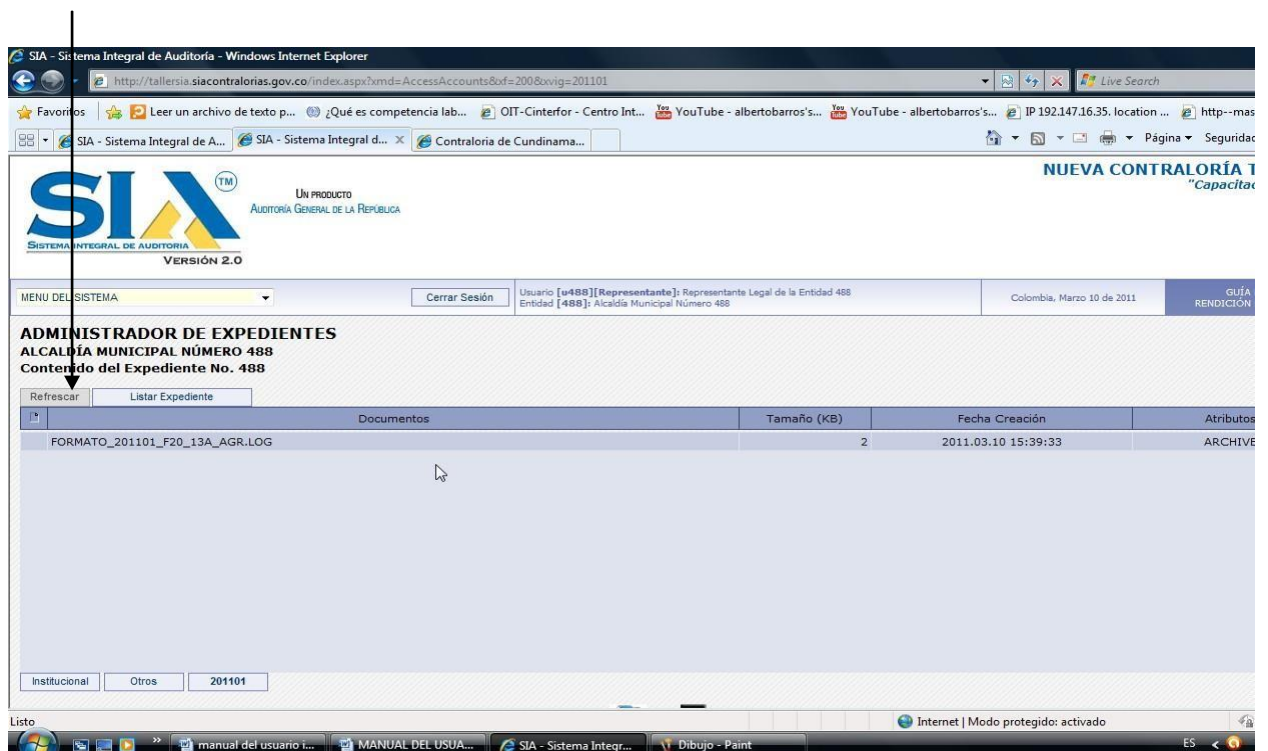 SIA - Sistema Integral de Auditoría - Windows Internet Explorer
http://tallersia.siacontralorias.gov.co/index.aspx?xmd=AccessAccounts&xf=200&xvig=201101
Live Search
Favoritos
Leer un archivo de texto p...
¿Qué es competencia lab...
OIT-Cinterfor - Centro Int...
YouTube - albertobarros's...
YouTube - albertobarros's...
IP 192.147.16.35. location ...
http--mas
SIA - Sistema Integral de A...
SIA - Sistema Integral d...
Contraloria de Cundinama...
Página
Seguridad
SIA
TM
SISTEMA INTEGRAL DE AUDITORIA
VERSIÓN 2.0
UN PRODUCTO
AUDITORÍA GENERAL DE LA REPÚBLICA
NUEVA CONTRALORÍA T
"Capacitac
MENU DEL SISTEMA
Cerrar Sesión
Usuario [u488][Representante]: Representante Legal de la Entidad 488
Entidad [488]: Alcaldía Municipal Número 488
Colombia, Marzo 10 de 2011
GUÍA
RENDICIÓN
ADMINISTRADOR DE EXPEDIENTES
ALCALDÍA MUNICIPAL NÚMERO 488
Contenido del Expediente No. 488
Refrescar
Listar Expediente
Documentos
Tamaño (KB)
Fecha Creación
Atributos
FORMATO_201101_F20_13A_AGR.LOG
2
2011.03.10 15:39:33
ARCHIVE
Institucional
Otros
201101
Listo
Internet | Modo protegido: activado
manual del usuario i...
MANUAL DEL USUA...
SIA - Sistema Integr...
Dibujo - Paint
ES